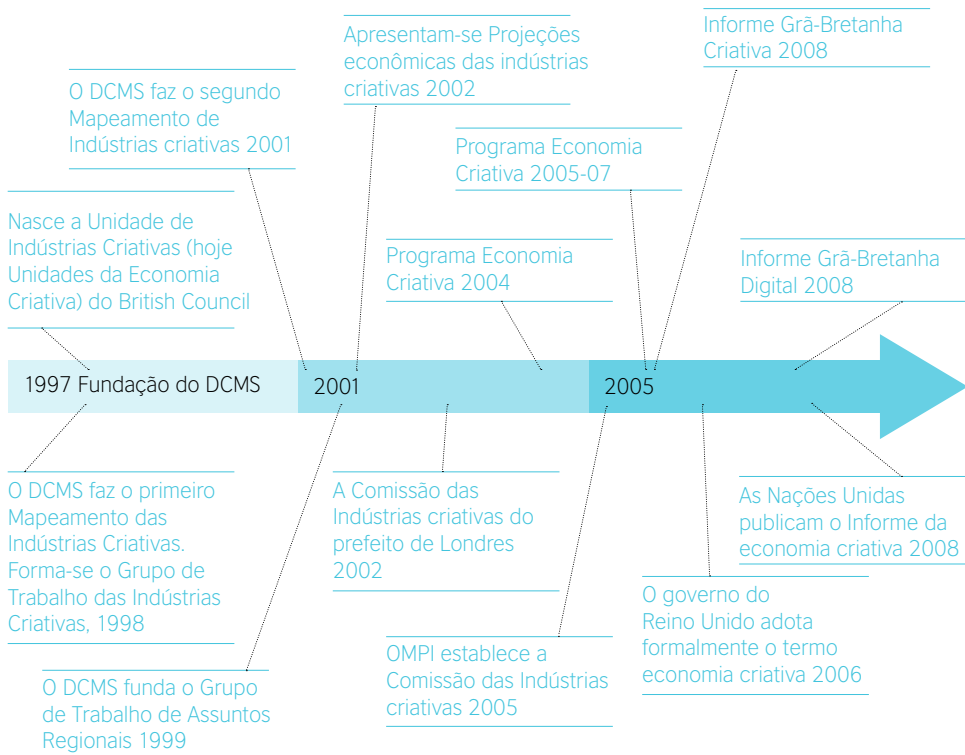 Informe Grã-Bretanha
Criativa 2008
Apresentam-se Projeções
econômicas das indústrias
criativas 2002
O DCMS faz o segundo
Mapeamento de
Indústrias criativas 2001
Programa Economia
Criativa 2005-07
Nasce a Unidade de
Indústrias Criativas (hoje
Unidades da Economia
Criativa) do British Council
Programa Economia
Criativa 2004
Informe Grã-Bretanha
Digital 2008
1997 Fundação do DCMS
2001
2005
O DCMS faz o primeiro
Mapeamento das
Indústrias Criativas.
Forma-se o Grupo de
Trabalho das Indústrias
Criativas, 1998
A Comissão das
Indústrias criativas do
prefeito de Londres
2002
As Nações Unidas
publicam o Informe da
economia criativa 2008
O governo do
Reino Unido adota
formalmente o termo
economia criativa 2006
OMPI establece a
Comissão das Indústrias
criativas 2005
O DCMS funda o Grupo
de Trabalho de Assuntos
Regionais 1999